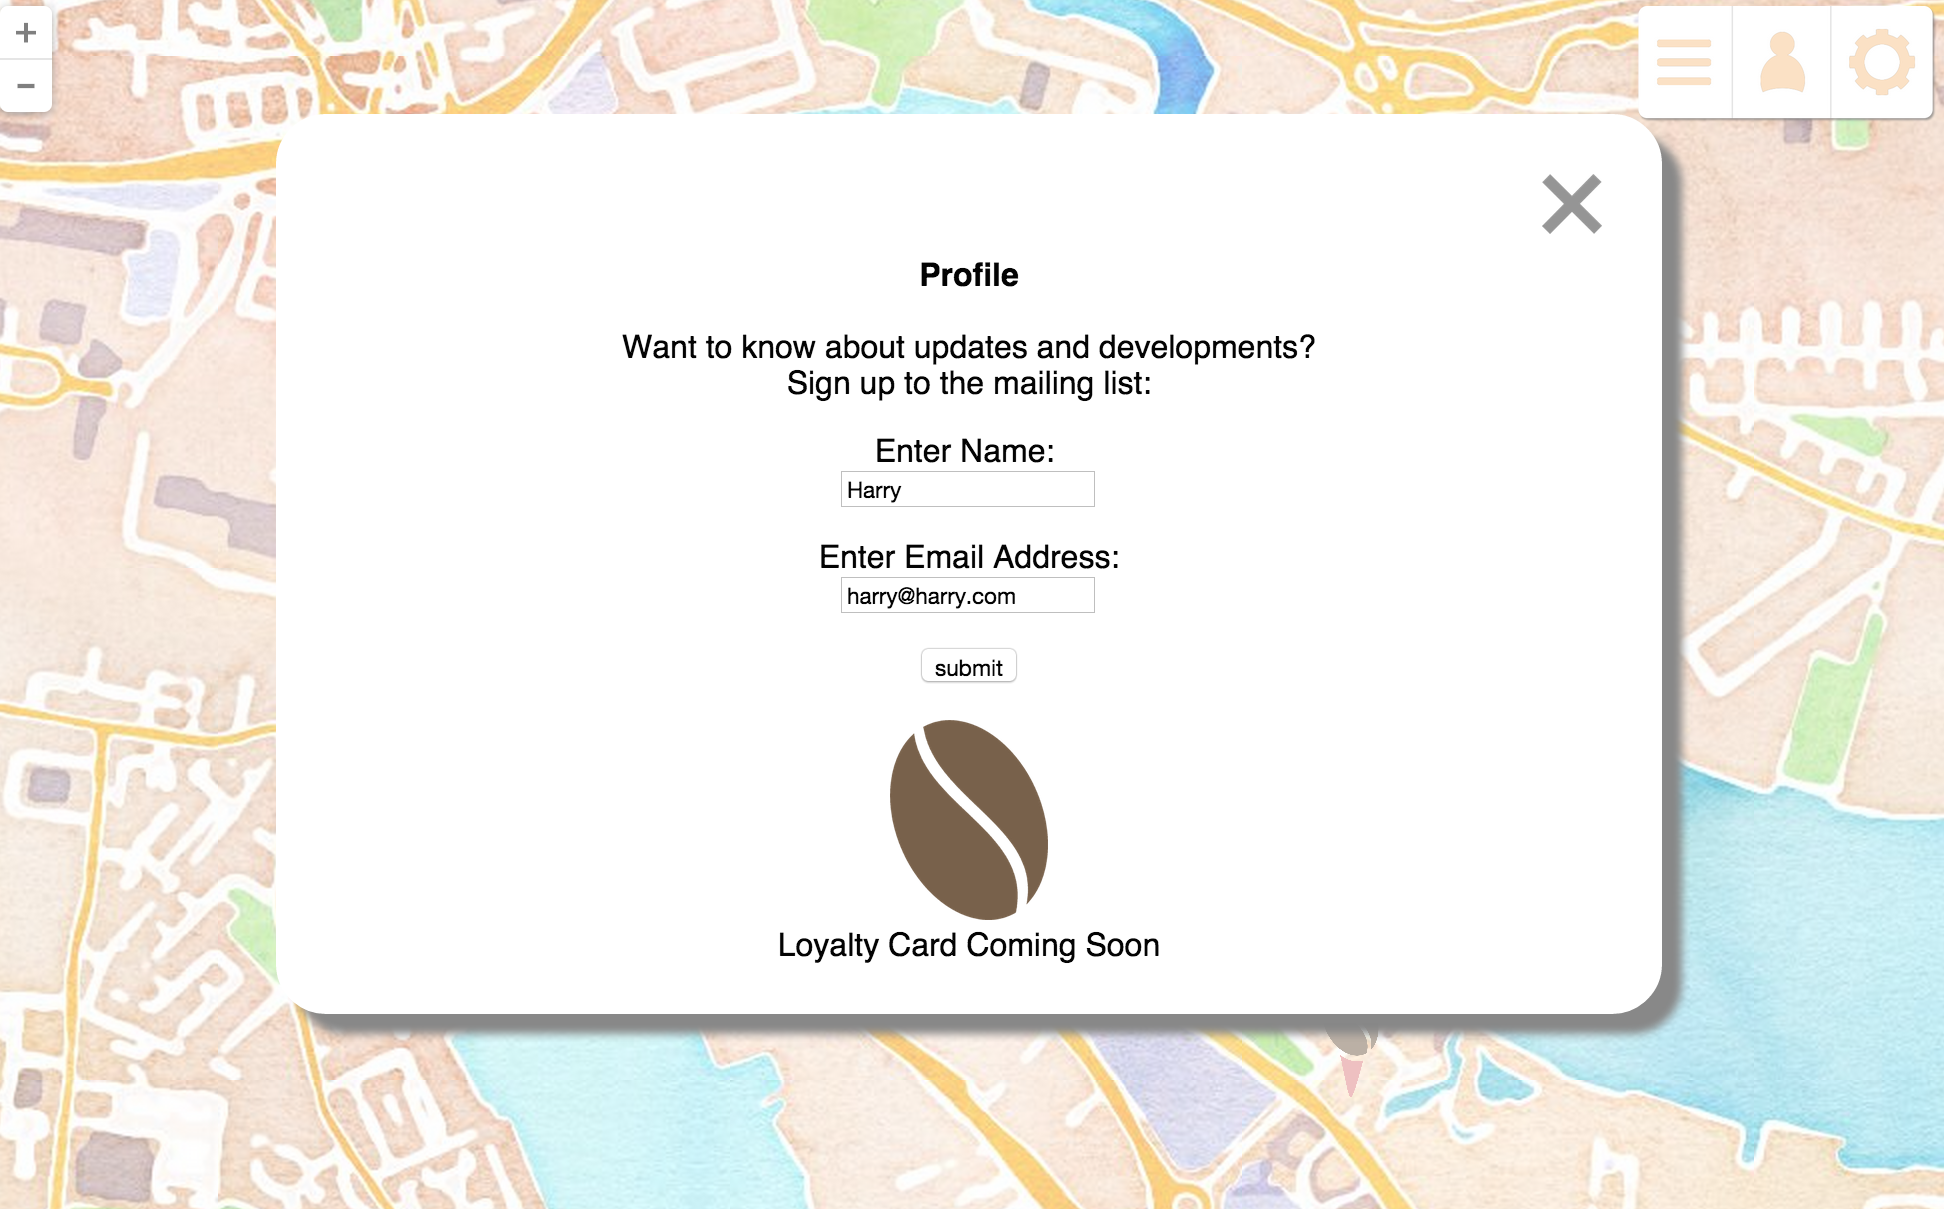 +
−
Profile
Want to know about updates and developments?
Sign up to the mailing list:
Enter Name:
Harry
Enter Email Address:
harry@harry.com
submit
Loyalty Card Coming Soon